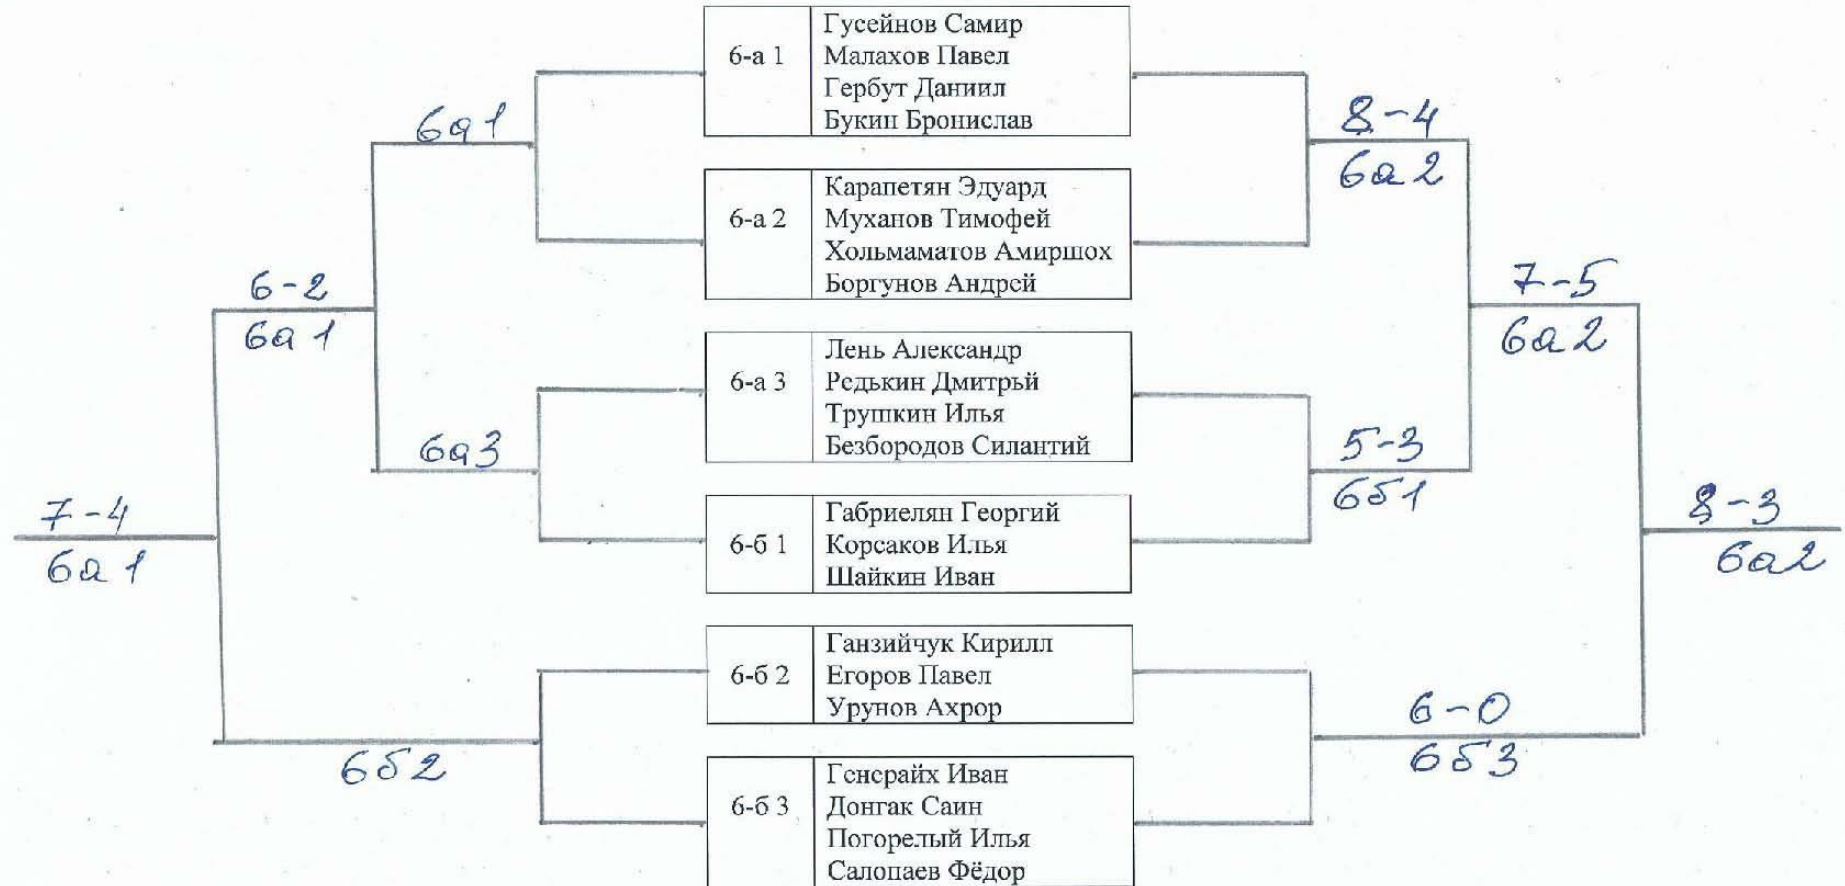 6-а 1
Гусейнов Самир
Малахов Павел
Гербут Даниил
Букин Бронислав
6-а 2
Карапетян Эдуард
Муханов Тимофей
Хольмаматов Амиршох
Боргунов Андрей
6-а 3
Лень Александр
Редькин Дмитрый
Трушкин Илья
Безбородов Силантий
6-б 1
Габриелян Георгий
Корсаков Илья
Шайкин Иван
6-б 2
Ганзийчук Кирилл
Егоров Павел
Урунов Ахрор
6-б 3
Генерайх Иван
Донгак Саин
Погорелый Илья
Салопаев Фёдор
6а1
6а3
6-2
6а1
7-4
6а1
6б2
8-4
6а2
5-3
6б1
7-5
6а2
6-0
6б3
8-3
6а2